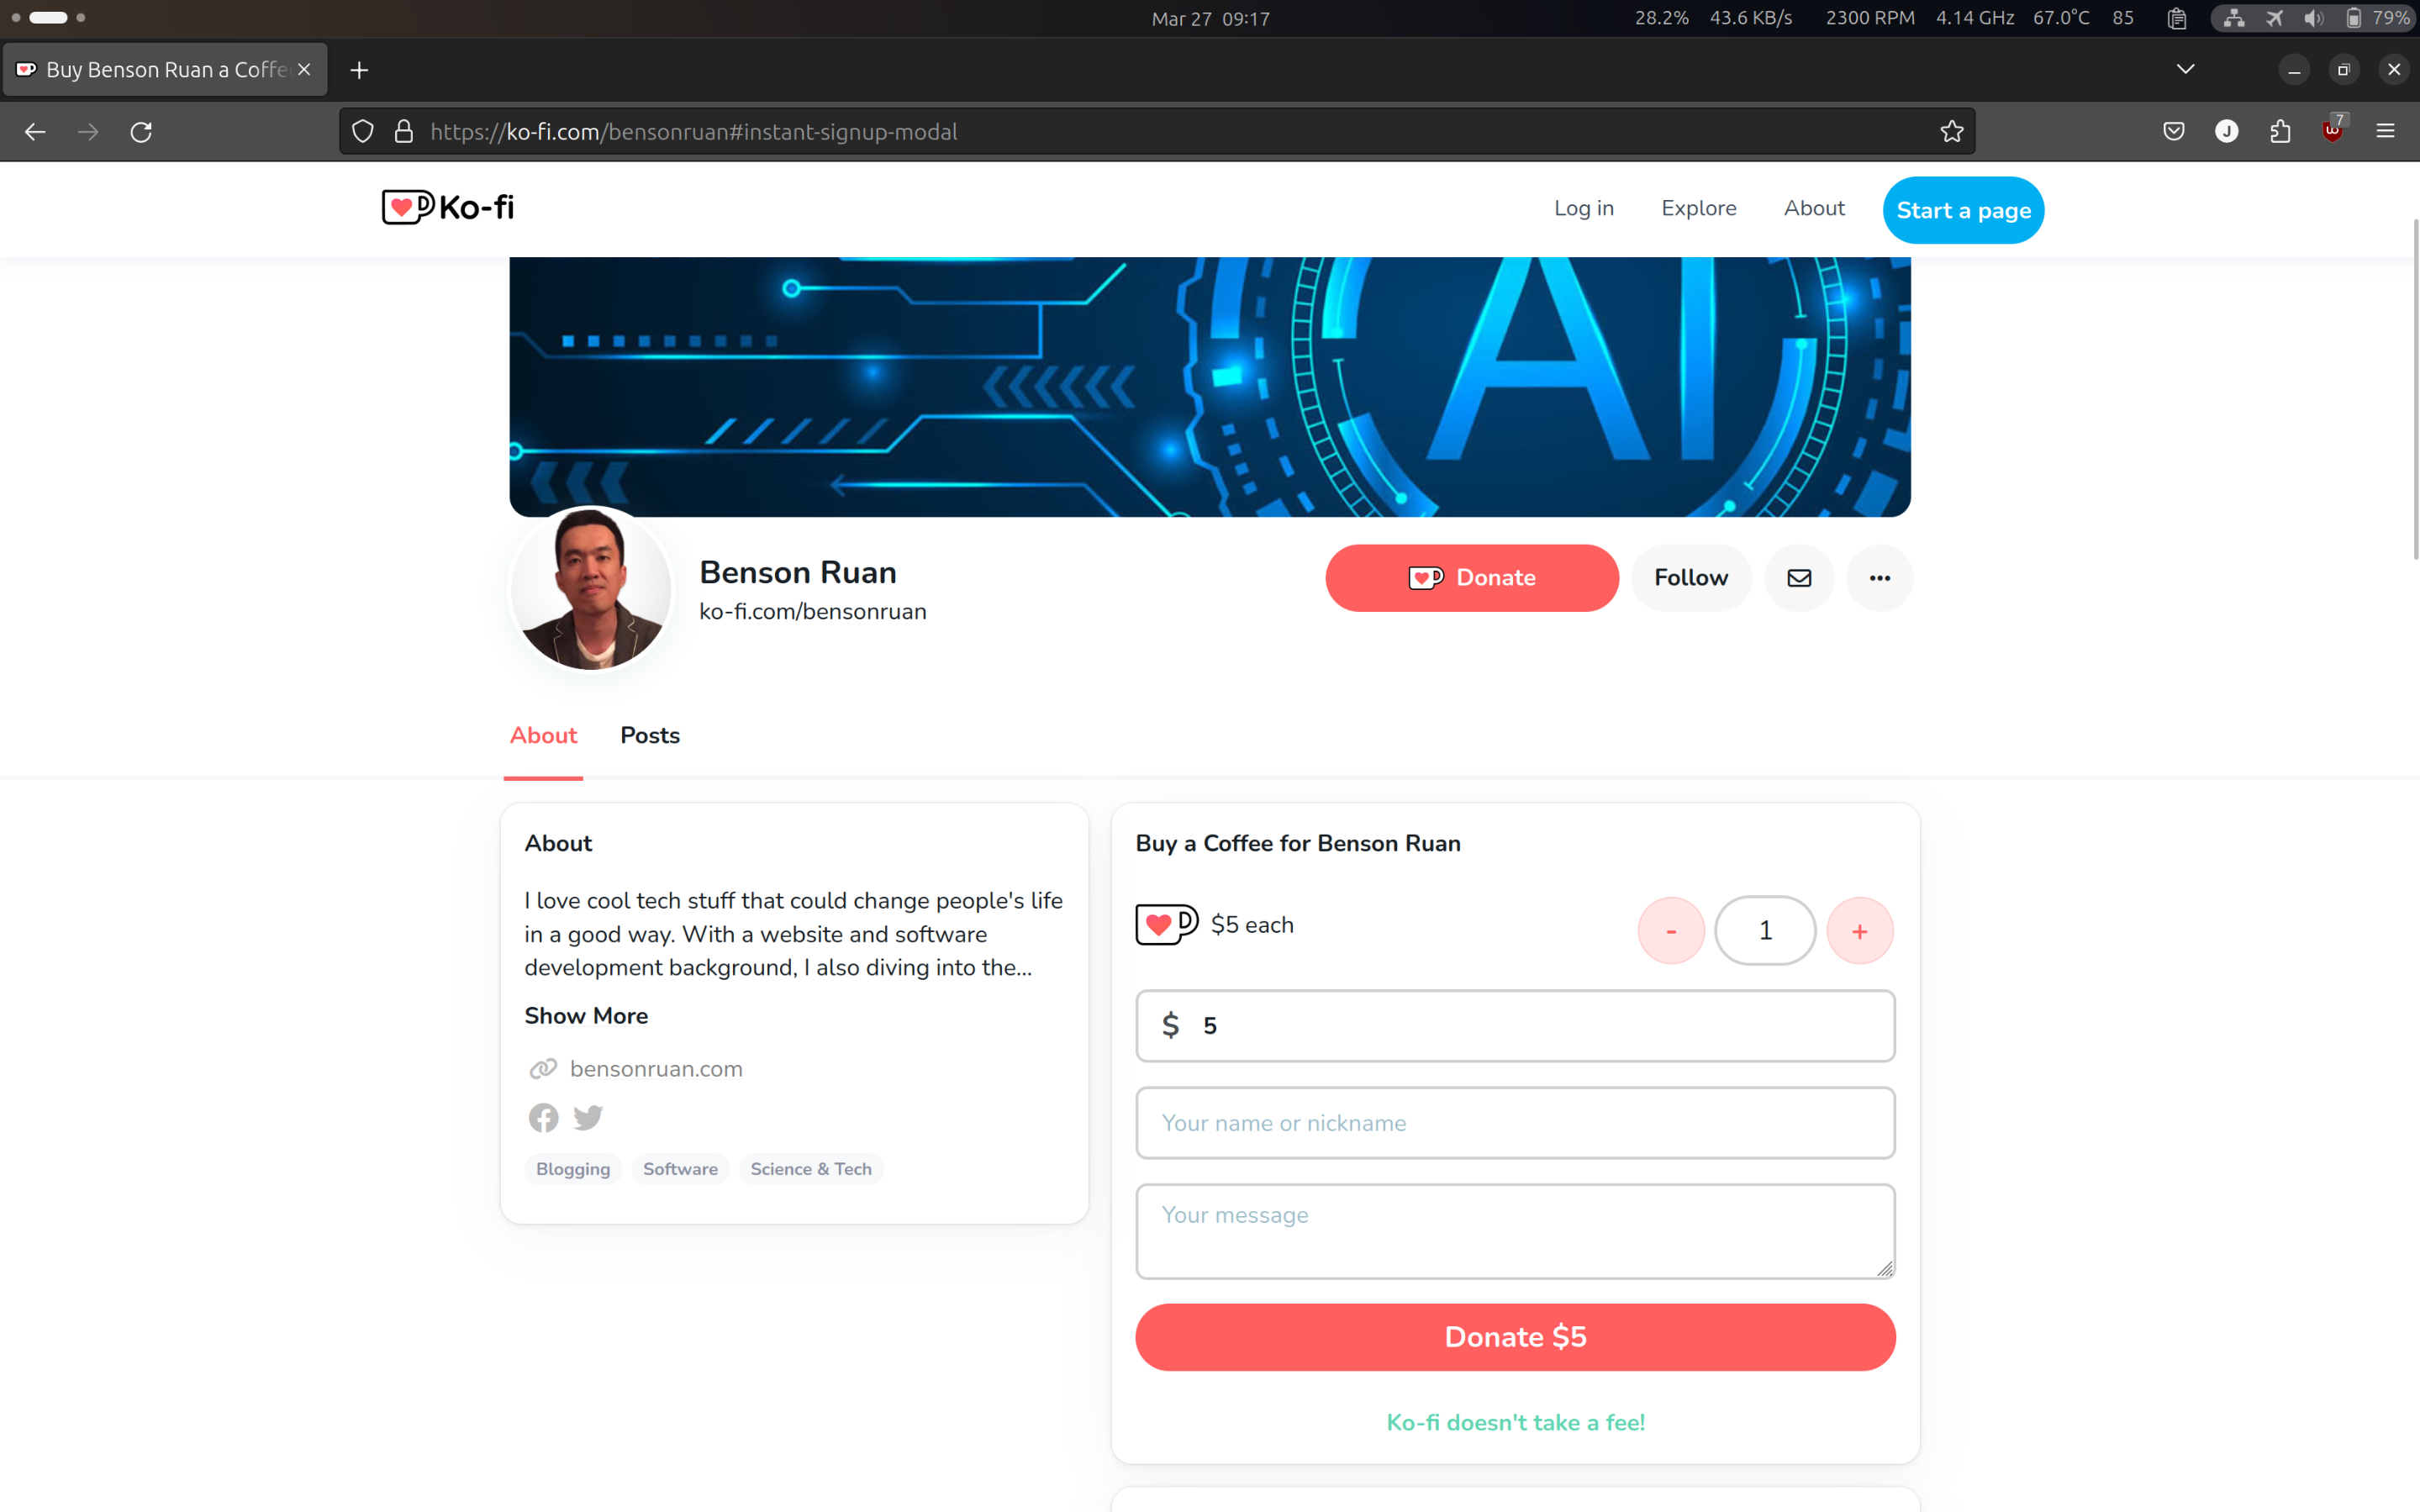 Mar 27 09:17
28.2% 43.6 KB/s 2300 RPM 4.14 GHz 67.0°C 85 79%
Buy Benson Ruan a Coffe
https://ko-fi.com/bensonruan#instant-signup-modal
J
7
Ko-fi
Log in Explore About Start a page
AI
Benson Ruan
ko-fi.com/bensonruan
Donate Follow
About Posts
About
I love cool tech stuff that could change people's life
in a good way. With a website and software
development background, I also diving into the...
Show More
bensonruan.com
Blogging Software Science & Tech
Buy a Coffee for Benson Ruan
$5 each - 1 +
$ 5
Your name or nickname
Your message
Donate $5
Ko-fi doesn't take a fee!